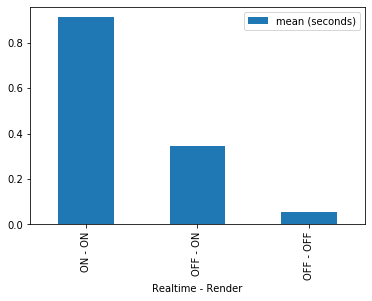 mean (seconds)
0.8
0.6
0.4
0.2
0.0
ON - ON
OFF - ON
OFF - OFF
Realtime - Render